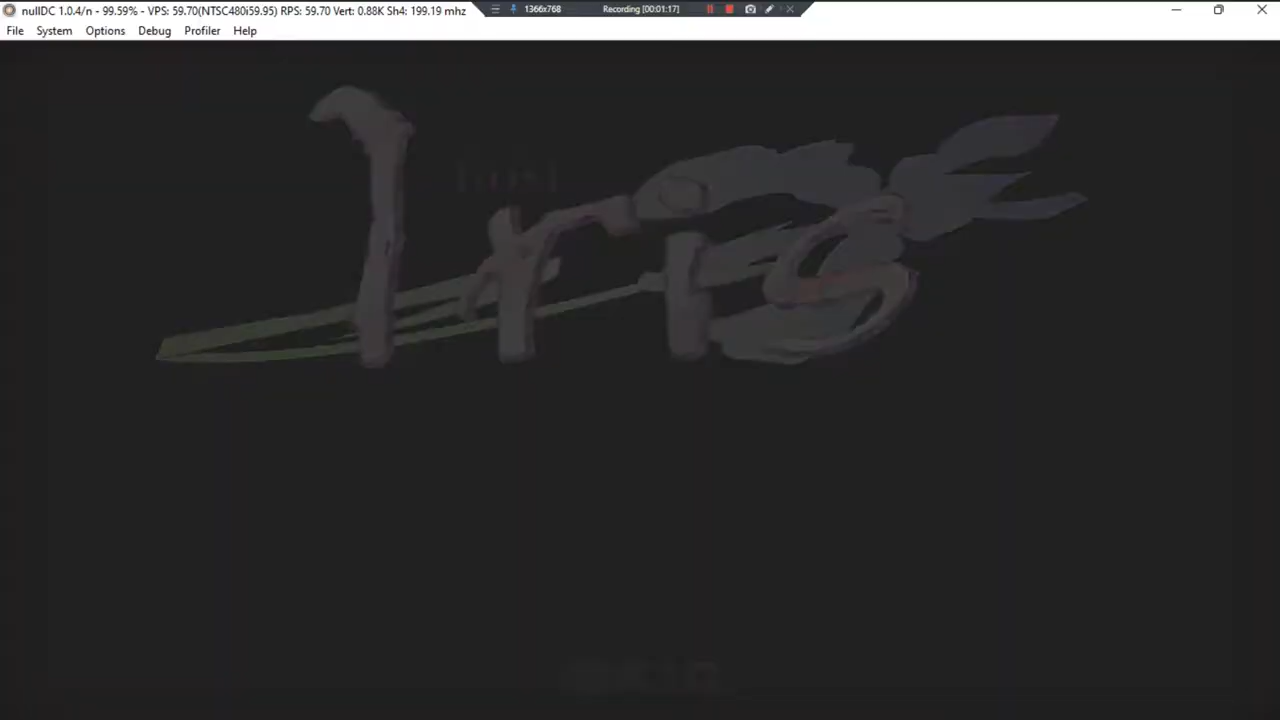 nullDC 1.0.4/n - 99.59% - VPS: 59.70(NTSC480i59.95) RPS: 59.70 Vert: 0.88K Sh4: 199.19 mhz
1366x768
Recording [00:01:17]
File System Options Debug Profiler Help
Iris